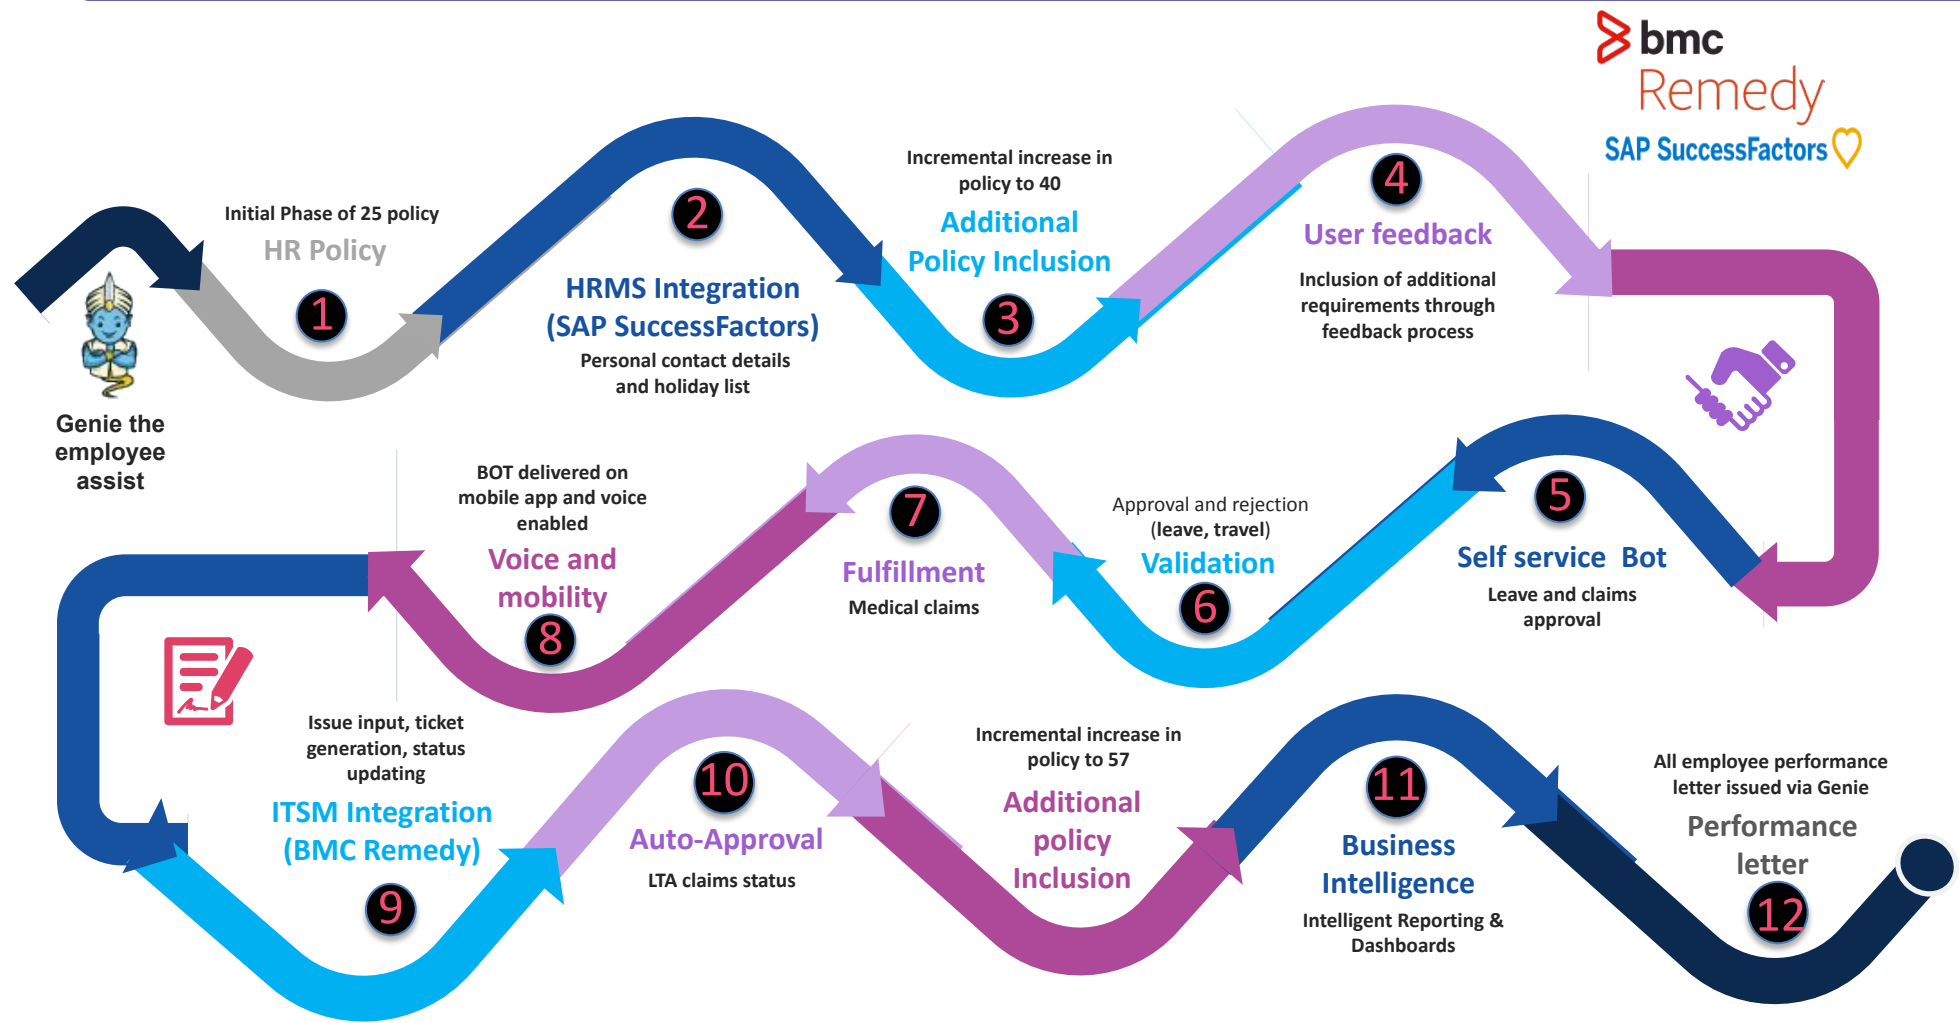 bmc
Remedy
SAP SuccessFactors
Genie the
employee
assist
Initial Phase of 25 policy
HR Policy
1
2
HRMS Integration
(SAP SuccessFactors)
Personal contact details
and holiday list
Incremental increase in
policy to 40
Additional
Policy Inclusion
3
4
User feedback
Inclusion of additional
requirements through
feedback process
5
Self service  Bot
Leave and claims
approval
Approval and rejection
(leave, travel)
Validation
6
7
Fulfillment
Medical claims
BOT delivered on
mobile app and voice
enabled
Voice and
mobility
8
Issue input, ticket
generation, status
updating
ITSM Integration
(BMC Remedy)
9
10
Auto-Approval
LTA claims status
Incremental increase in
policy to 57
Additional
policy
Inclusion
11
Business
Intelligence
Intelligent Reporting &
Dashboards
All employee performance
letter issued via Genie
Performance
letter
12